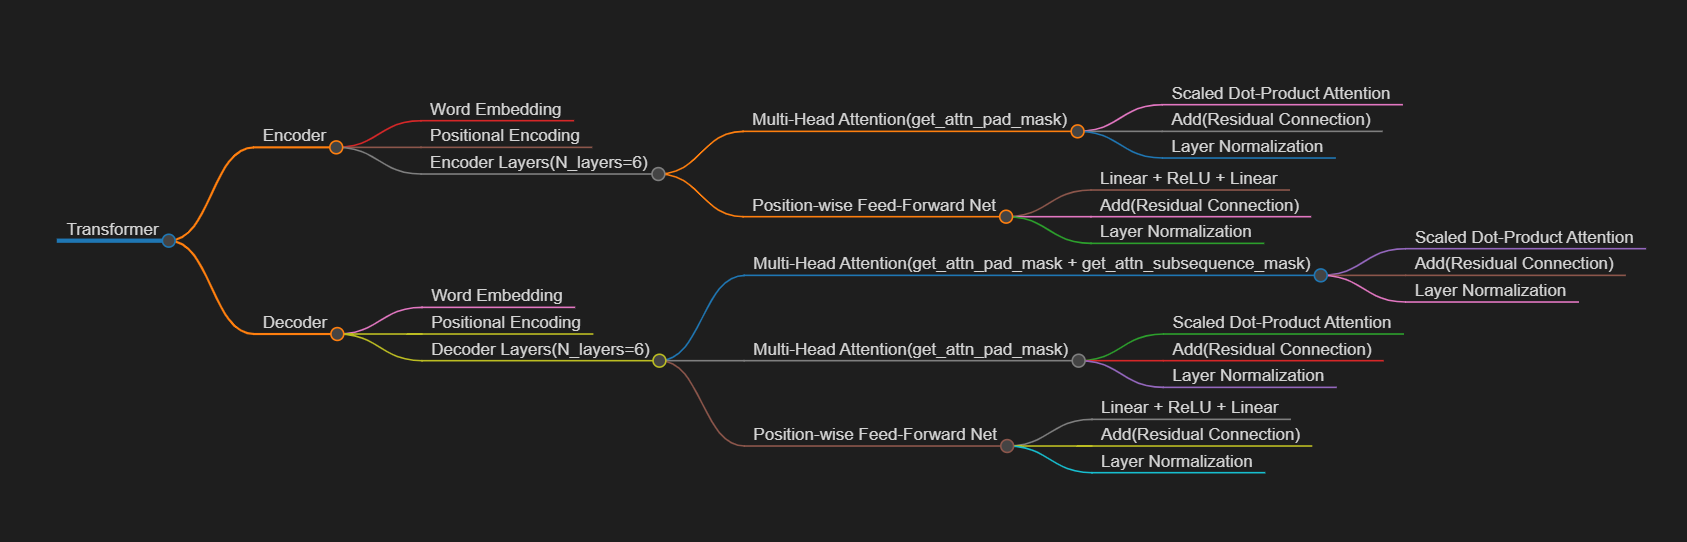 Transformer
Encoder
Word Embedding
Positional Encoding
Encoder Layers(N_layers=6)
Multi-Head Attention(get_attn_pad_mask)
Scaled Dot-Product Attention
Add(Residual Connection)
Layer Normalization
Position-wise Feed-Forward Net
Linear + ReLU + Linear
Add(Residual Connection)
Layer Normalization
Decoder
Word Embedding
Positional Encoding
Decoder Layers(N_layers=6)
Multi-Head Attention(get_attn_pad_mask + get_attn_subsequence_mask)
Scaled Dot-Product Attention
Add(Residual Connection)
Layer Normalization
Multi-Head Attention(get_attn_pad_mask)
Scaled Dot-Product Attention
Add(Residual Connection)
Layer Normalization
Position-wise Feed-Forward Net
Linear + ReLU + Linear
Add(Residual Connection)
Layer Normalization